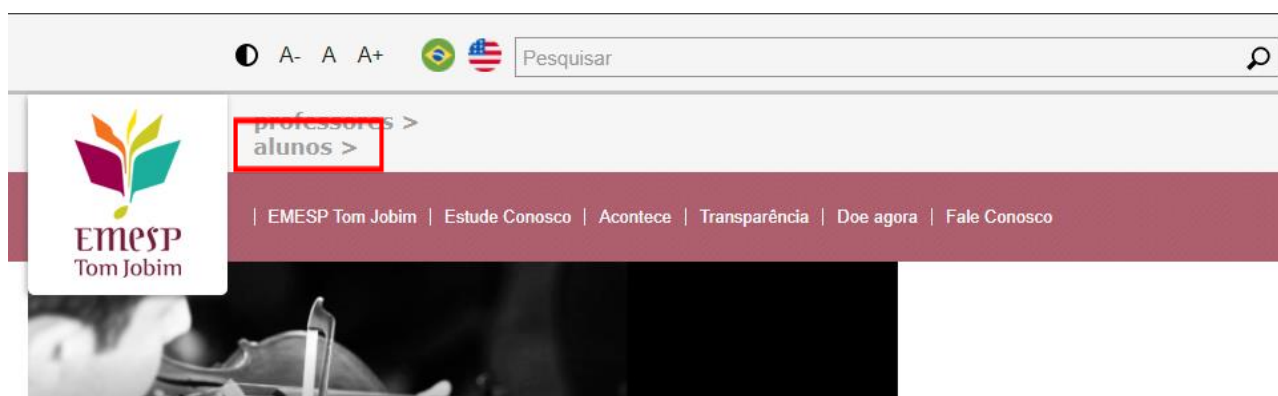 A- A A+ Pesquisar
professores >
alunos >
| EMESP Tom Jobim | Estude Conosco | Acontece | Transparência | Doe agora | Fale Conosco
EMESP
Tom Jobim